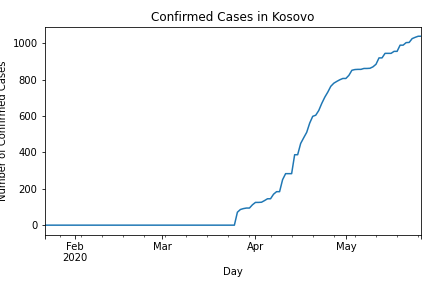 Confirmed Cases in Kosovo
Number of Confirmed Cases
1000
800
600
400
200
0
Feb
2020
Mar
Apr
May
Day